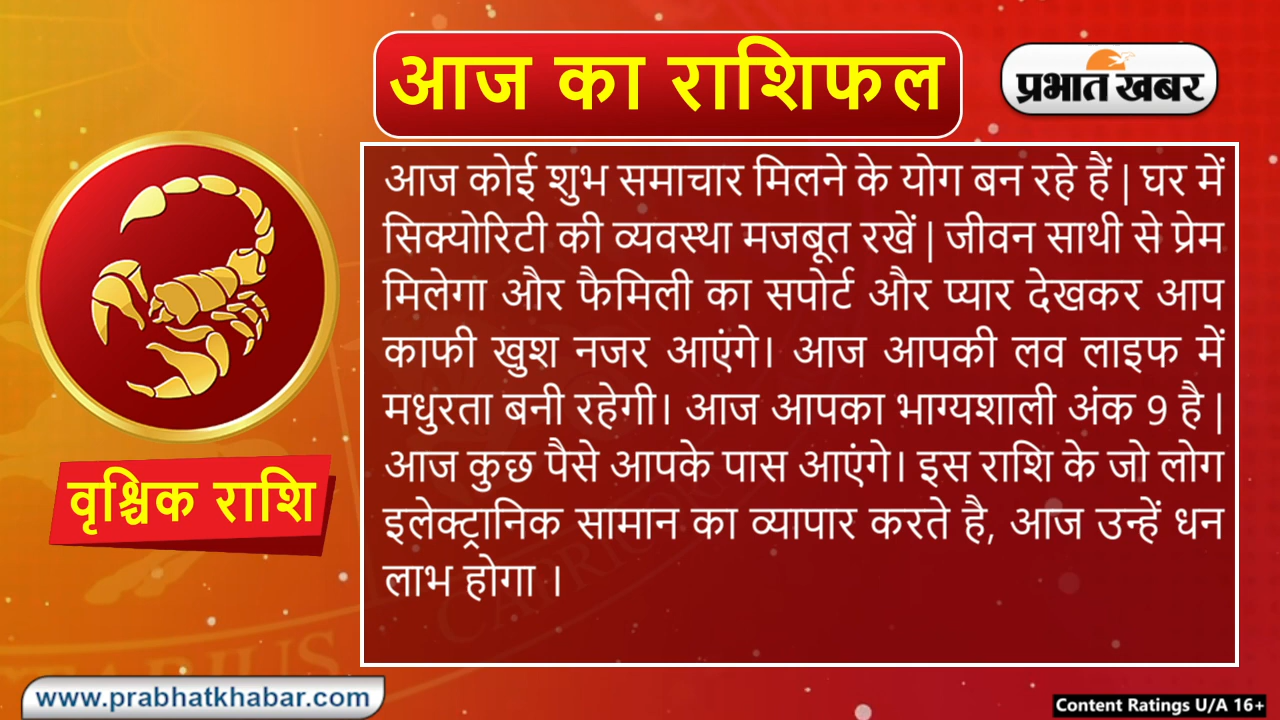 आज का राशिफल
प्रभात खबर
आज कोई शुभ समाचार मिलने के योग बन रहे हैं | घर में
सिक्योरिटी की व्यवस्था मजबूत रखें | जीवन साथी से प्रेम
मिलेगा और फैमिली का सपोर्ट और प्यार देखकर आप
काफी खुश नजर आएंगे। आज आपकी लव लाइफ में
मधुरता बनी रहेगी। आज आपका भाग्यशाली अंक 9 है |
आज कुछ पैसे आपके पास आएंगे। इस राशि के जो लोग
इलेक्ट्रानिक सामान का व्यापार करते है, आज उन्हें धन
लाभ होगा ।
वृश्चिक राशि
www.prabhatkhabar.com
Content Ratings U/A 16+